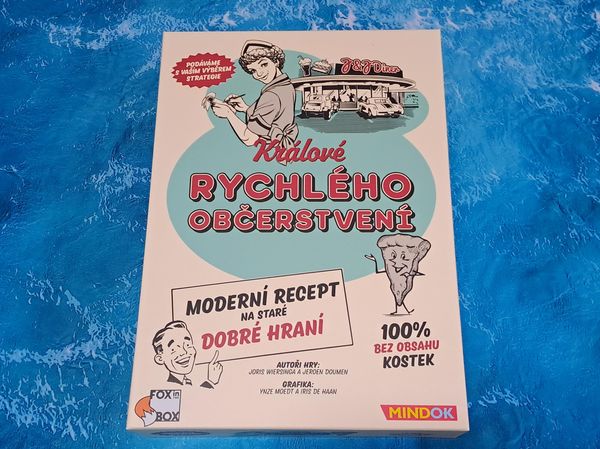 PODÁVÁME
S VAŠÍM VÝBĚREM
STRATEGIE
J&J Diner
Králové
RYCHLÉHO
OBČERSTVENÍ
MODERNÍ RECEPT
NA STARÉ
DOBRÉ HRANÍ
100%
BEZ OBSAHU
KOSTEK
AUTOŘI HRY:
JORIS WIERSINGA A JEROEN DOUMEN
GRAFIKA:
YNZE MOEDT A IRIS DE HAAN
FOX in
BOX
MINDOK